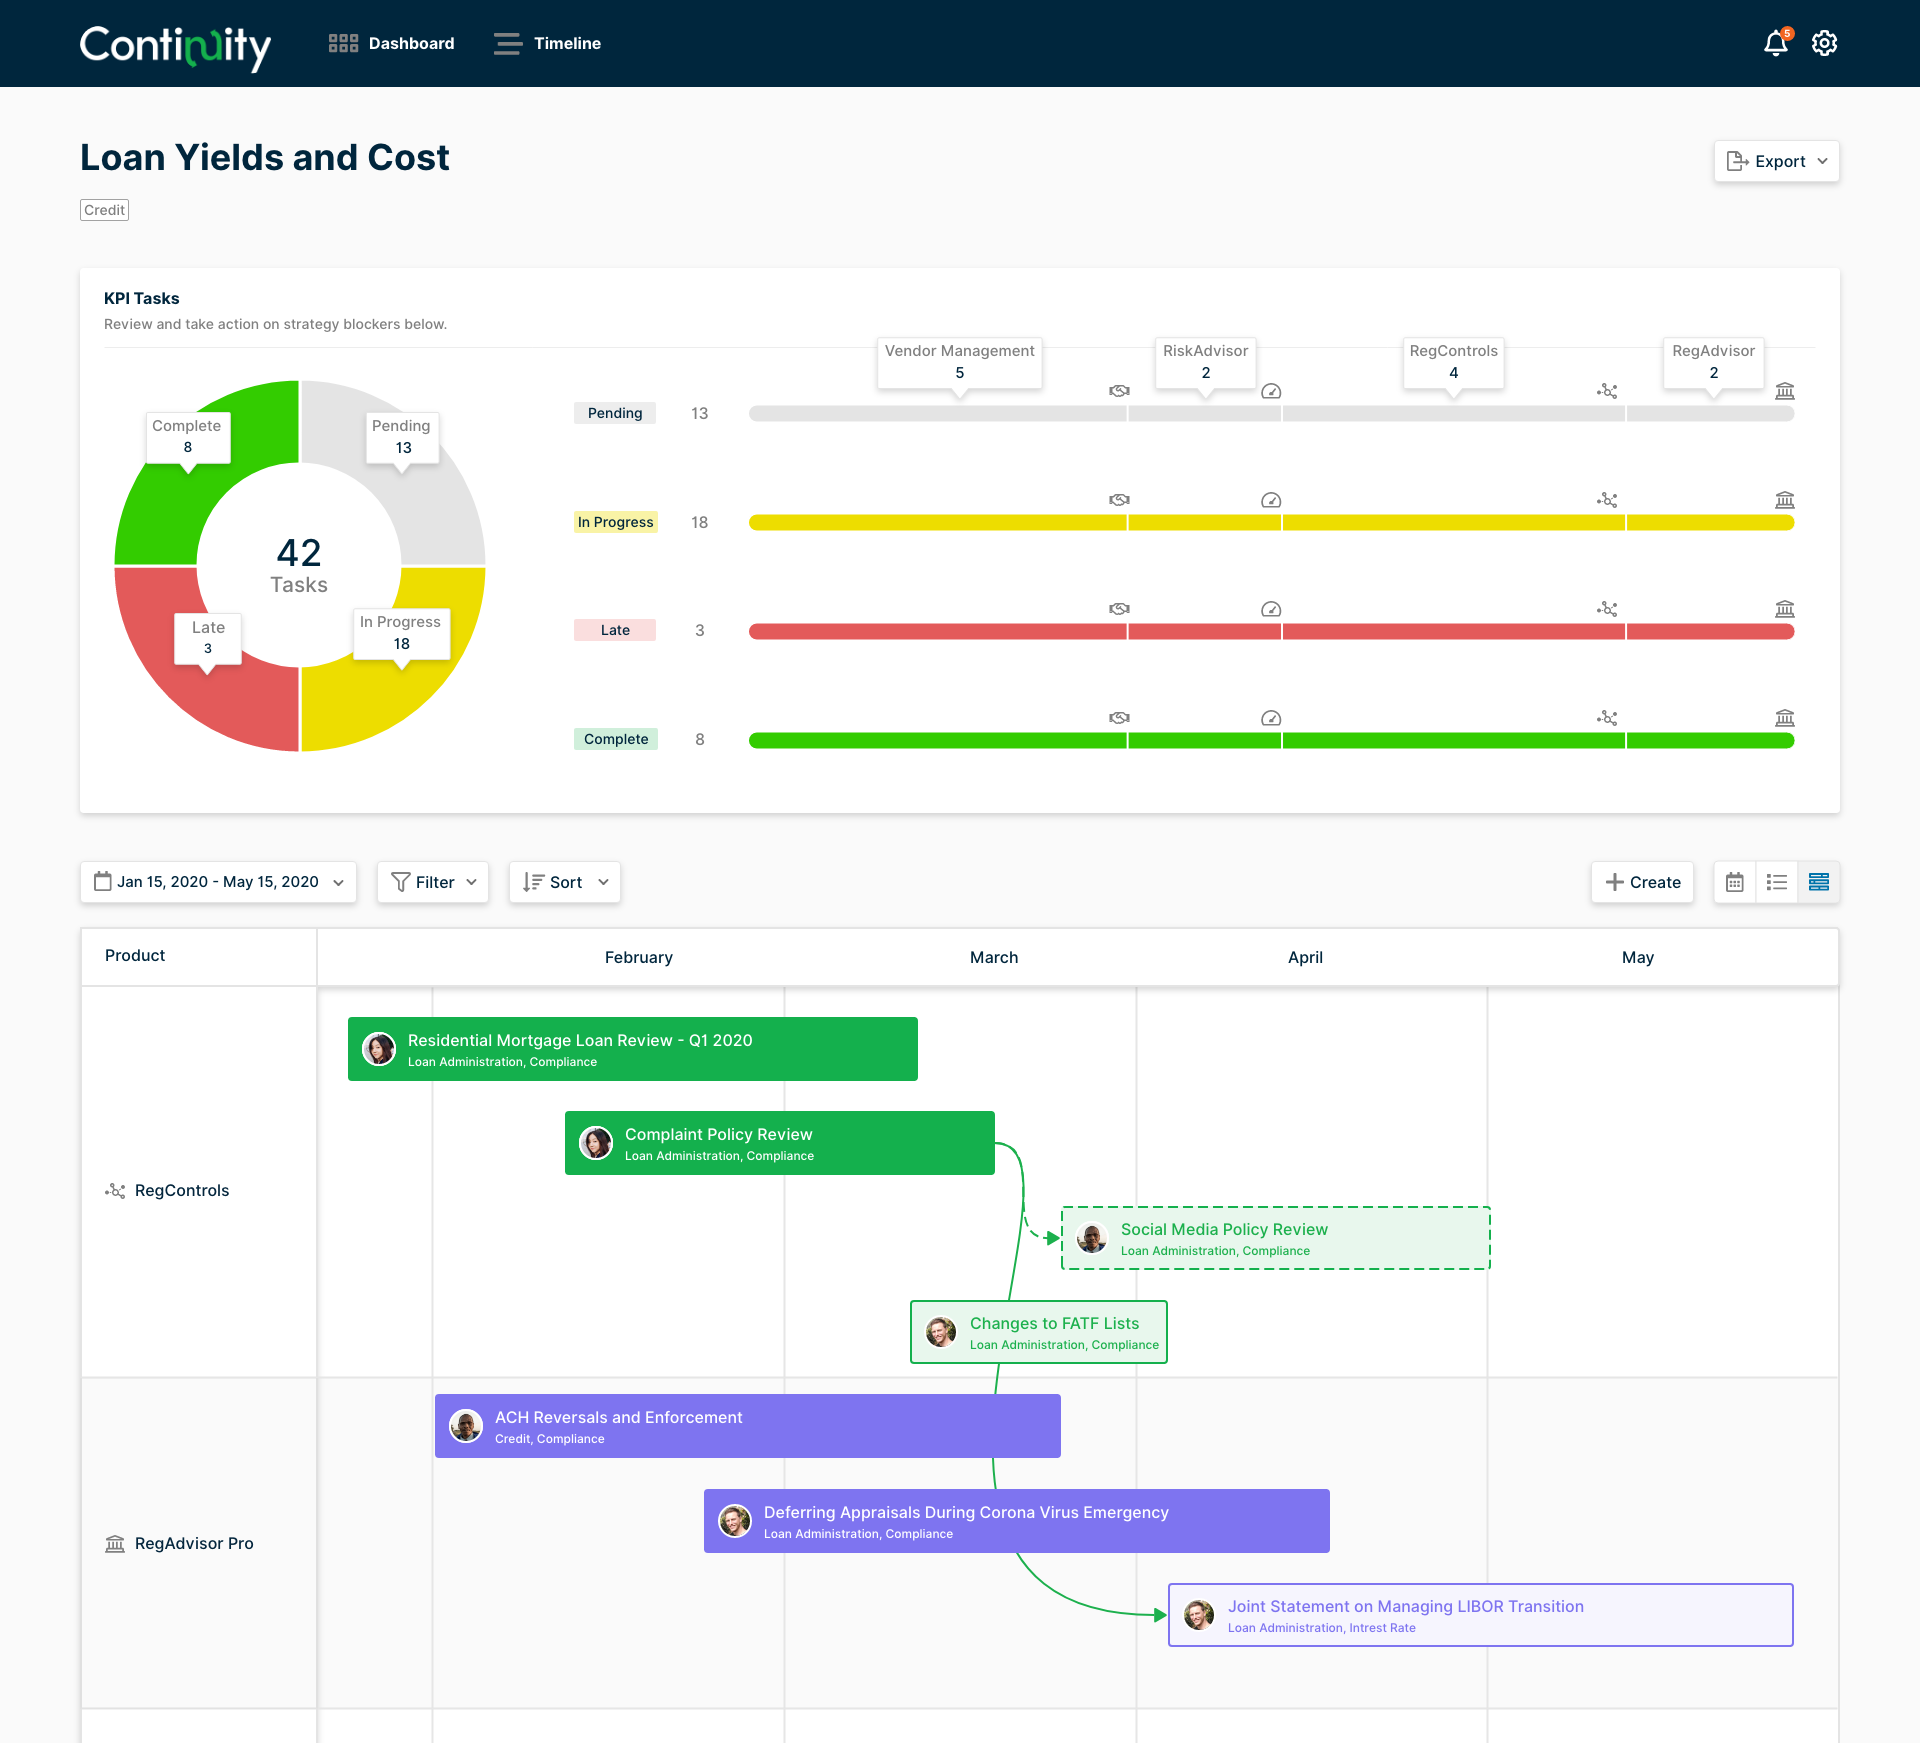 Continuity
Dashboard
Timeline
5
Loan Yields and Cost
Export
Credit
KPI Tasks
Review and take action on strategy blockers below.
Vendor Management
5
RiskAdvisor
2
RegControls
4
RegAdvisor
2
Complete
8
Pending
13
42
Tasks
Late
3
In Progress
18
Pending
13
In Progress
18
Late
3
Complete
8
Jan 15, 2020 - May 15, 2020
Filter
Sort
Create
Product
February
March
April
May
RegControls
Residential Mortgage Loan Review - Q1 2020
Loan Administration, Compliance
Complaint Policy Review
Loan Administration, Compliance
Social Media Policy Review
Loan Administration, Compliance
Changes to FATF Lists
Loan Administration, Compliance
RegAdvisor Pro
ACH Reversals and Enforcement
Credit, Compliance
Deferring Appraisals During Corona Virus Emergency
Loan Administration, Compliance
Joint Statement on Managing LIBOR Transition
Loan Administration, Intrest Rate